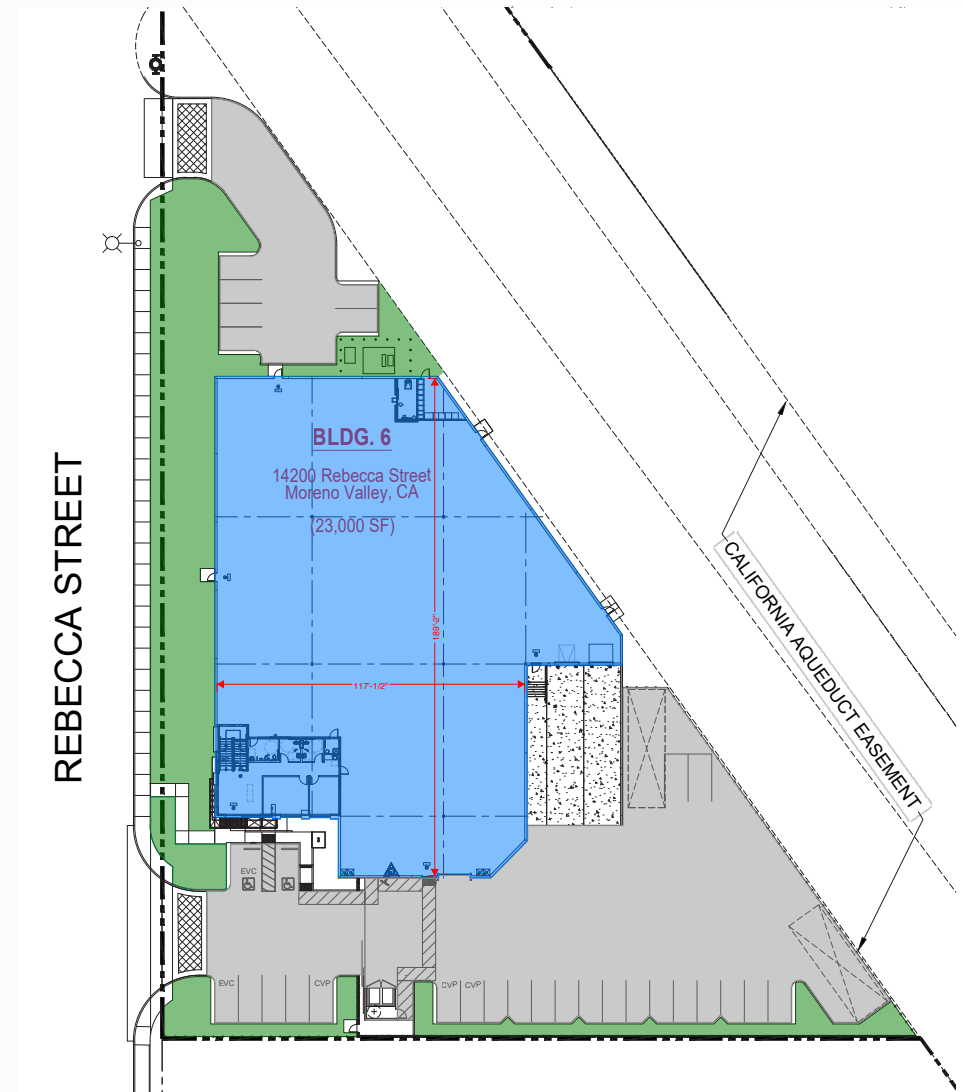 REBECCA STREET
BLDG. 6
14200 Rebecca Street
Moreno Valley, CA
(23,000 SF)
189'-2"
117'-1/2"
CALIFORNIA AQUEDUCT EASEMENT
EVC
EVC
CVP
CVP
CVP